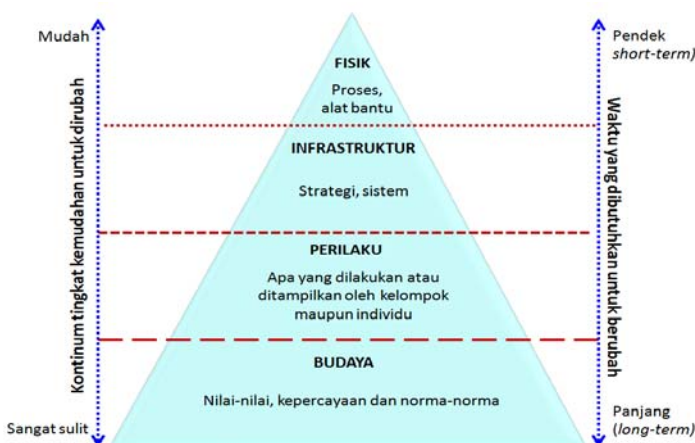 Mudah
Pendek
short-term)
FISIK
Proses,
alat bantu
INFRASTRUKTUR
Strategi, sistem
PERILAKU
Apa yang dilakukan atau
ditampilkan oleh kelompok
maupun individu
BUDAYA
Nilai-nilai, kepercayaan dan norma-norma
Sangat sulit
Panjang
(long-term)
Kontinum tingkat kemudahan untuk dirubah
Waktu yang dibutuhkan untuk berubah